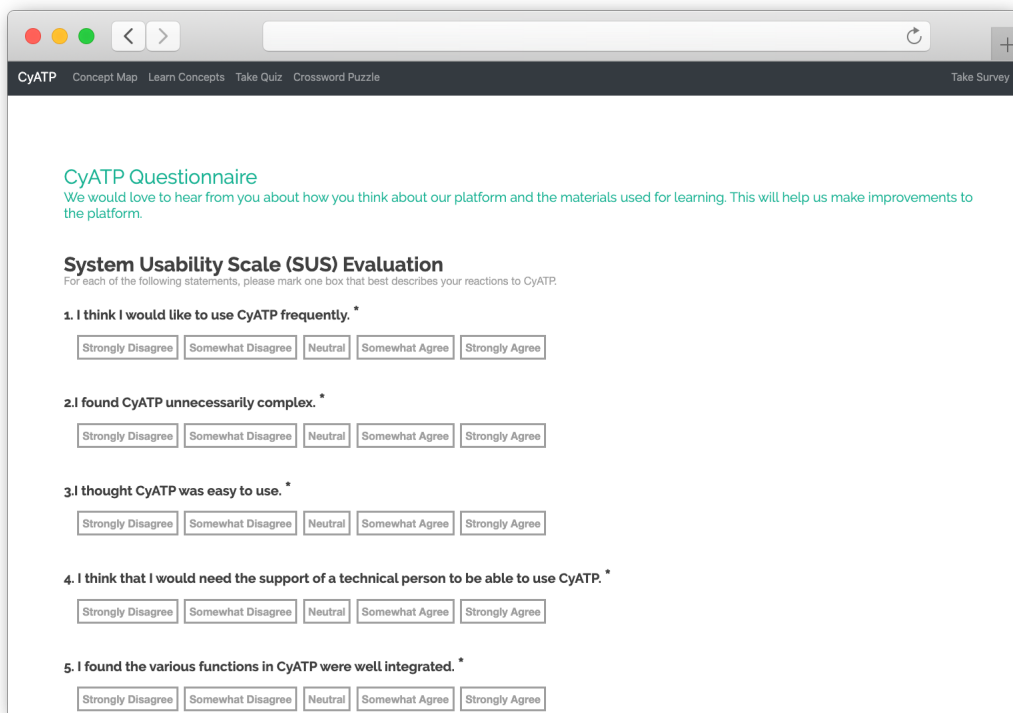 CyATP Concept Map Learn Concepts Take Quiz Crossword Puzzle Take Survey
CyATP Questionnaire
We would love to hear from you about how you think about our platform and the materials used for learning. This will help us make improvements to
the platform.
System Usability Scale (SUS) Evaluation
For each of the following statements, please mark one box that best describes your reactions to CyATP.
1. I think I would like to use CyATP frequently. *
Strongly Disagree Somewhat Disagree Neutral Somewhat Agree Strongly Agree
2.I found CyATP unnecessarily complex. *
Strongly Disagree Somewhat Disagree Neutral Somewhat Agree Strongly Agree
3.I thought CyATP was easy to use. *
Strongly Disagree Somewhat Disagree Neutral Somewhat Agree Strongly Agree
4. I think that I would need the support of a technical person to be able to use CyATP. *
Strongly Disagree Somewhat Disagree Neutral Somewhat Agree Strongly Agree
5. I found the various functions in CyATP were well integrated. *
Strongly Disagree Somewhat Disagree Neutral Somewhat Agree Strongly Agree